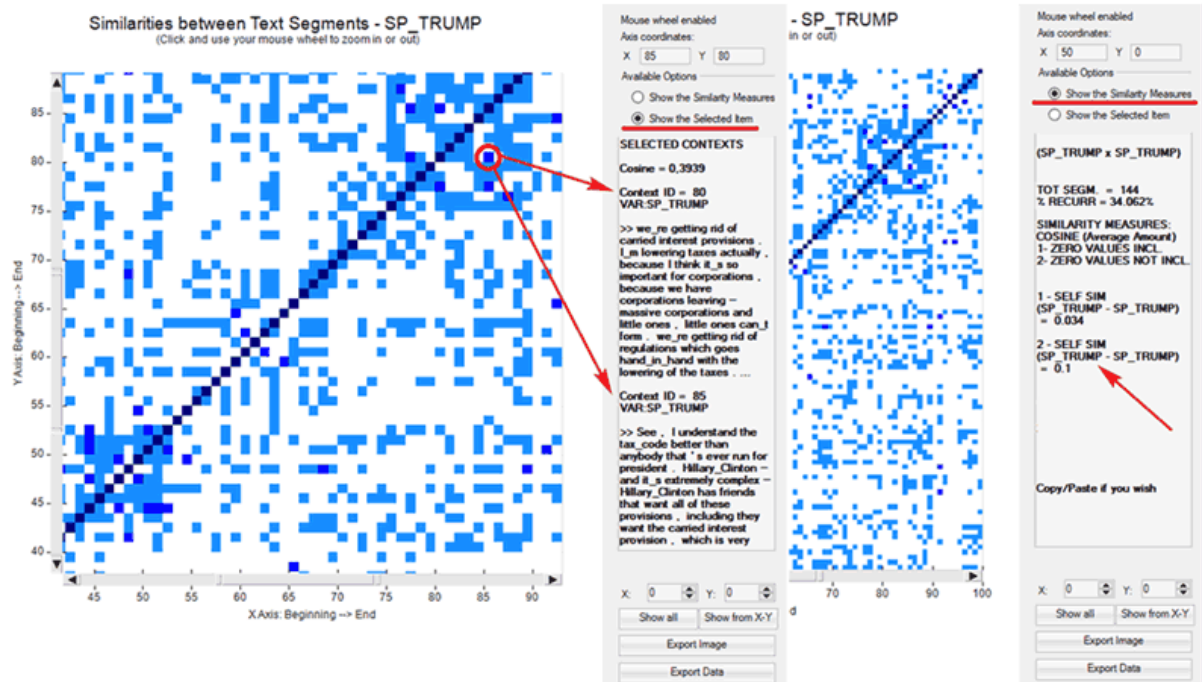 Similarities between Text Segments - SP_TRUMP
(Click and use your mouse wheel to zoom in or out)
Y Axis: Beginning --> End
85
80
75
70
65
60
55
50
45
40
45
50
55
60
65
70
75
80
85
90
X Axis: Beginning --> End
Mouse wheel enabled
Axis coordinates:
X 85 Y 80
Available Options
Show the Similarty Measures
Show the Selected Item
SELECTED CONTEXTS
Cosine = 0,3939
Context ID = 80
VAR:SP_TRUMP
>> we_re getting rid of
carried interest provisions .
I_m lowering taxes actually ,
because I think it_s so
important for corporations ,
because we have
corporations leaving –
massive corporations and
little ones , little ones can_t
form . we_re getting rid of
regulations which goes
hand_in_hand with the
lowering of the taxes . ...
Context ID = 85
VAR:SP_TRUMP
>> See , I understand the
tax_code better than
anybody that ' s ever run for
president . Hillary_Clinton –
and it_s extremely complex –
Hillary_Clinton has friends
that want all of these
provisions , including they
want the carried interest
provision , which is very
X: 0 Y: 0
Show all Show from X-Y
Export Image
Export Data
- SP_TRUMP
in or out)
70
80
90
100
d
Mouse wheel enabled
Axis coordinates:
X 50 Y 0
Available Options
Show the Similarty Measures
Show the Selected Item
(SP_TRUMP x SP_TRUMP)
TOT SEGM. = 144
% RECURR = 34.062%
SIMILARITY MEASURES:
COSINE (Average Amount)
1- ZERO VALUES INCL.
2- ZERO VALUES NOT INCL.
1 - SELF SIM
(SP_TRUMP - SP_TRUMP)
= 0.034
2 - SELF SIM
(SP_TRUMP - SP_TRUMP)
= 0.1
Copy/Paste if you wish
X: 0 Y: 0
Show all Show from X-Y
Export Image
Export Data